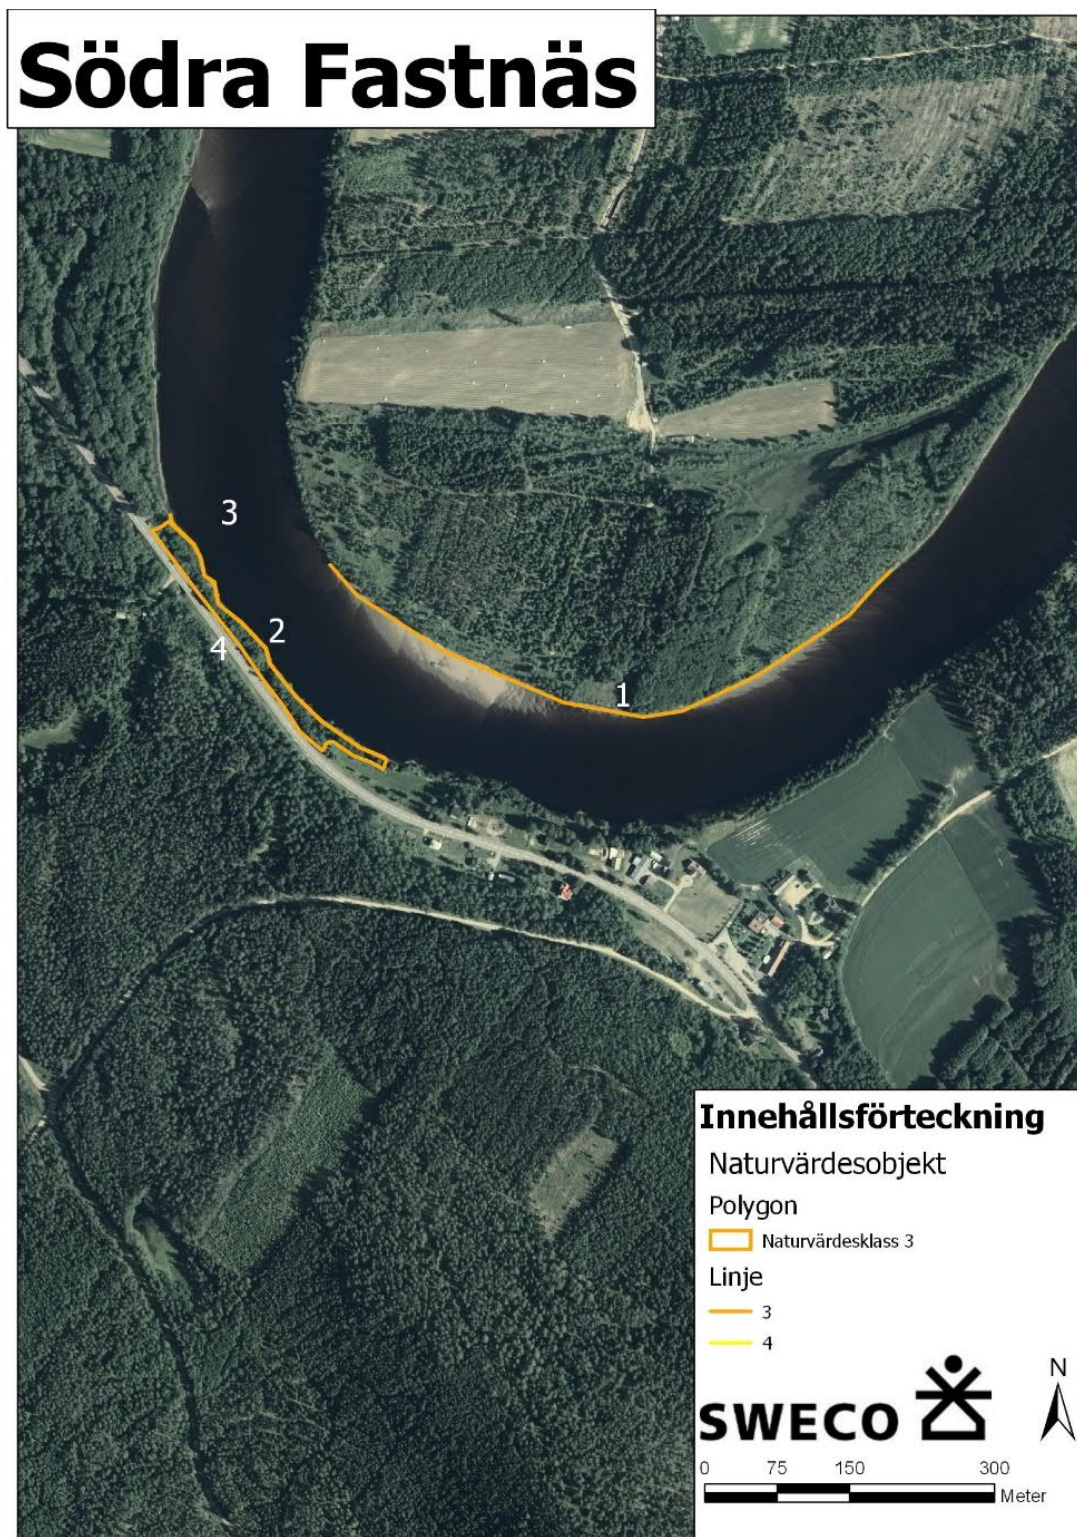 Södra Fastnäs
3
2
4
1
Innehållsförteckning
Naturvärdesobjekt
Polygon
Naturvärdesklass 3
Linje
3
4
SWECO
N
0 75 150 300
Meter